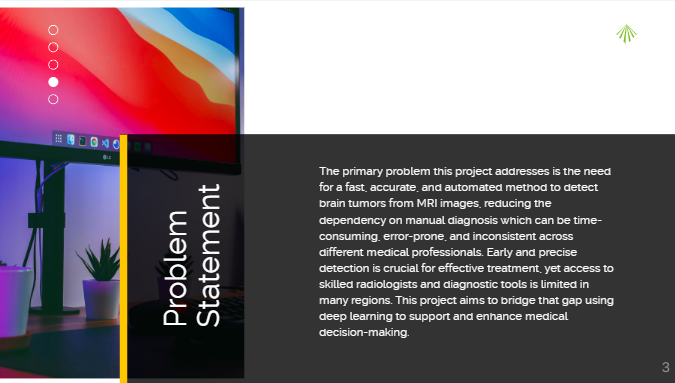 Problem
Statement
The primary problem this project addresses is the need
for a fast, accurate, and automated method to detect
brain tumors from MRI images, reducing the
dependency on manual diagnosis which can be time-
consuming, error-prone, and inconsistent across
different medical professionals. Early and precise
detection is crucial for effective treatment, yet access to
skilled radiologists and diagnostic tools is limited in
many regions. This project aims to bridge that gap using
deep learning to support and enhance medical
decision-making.
LG
3